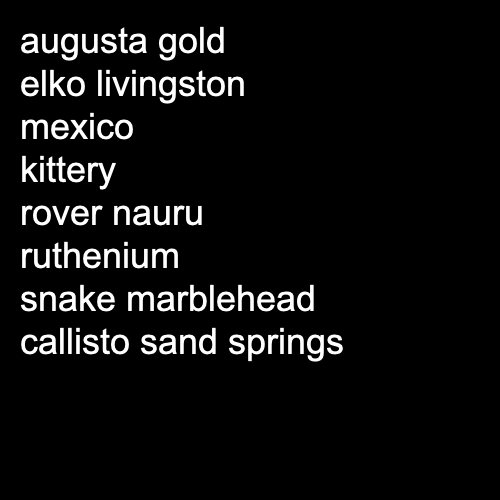 augusta gold
elko livingston
mexico
kittery
rover nauru
ruthenium
snake marblehead
callisto sand springs